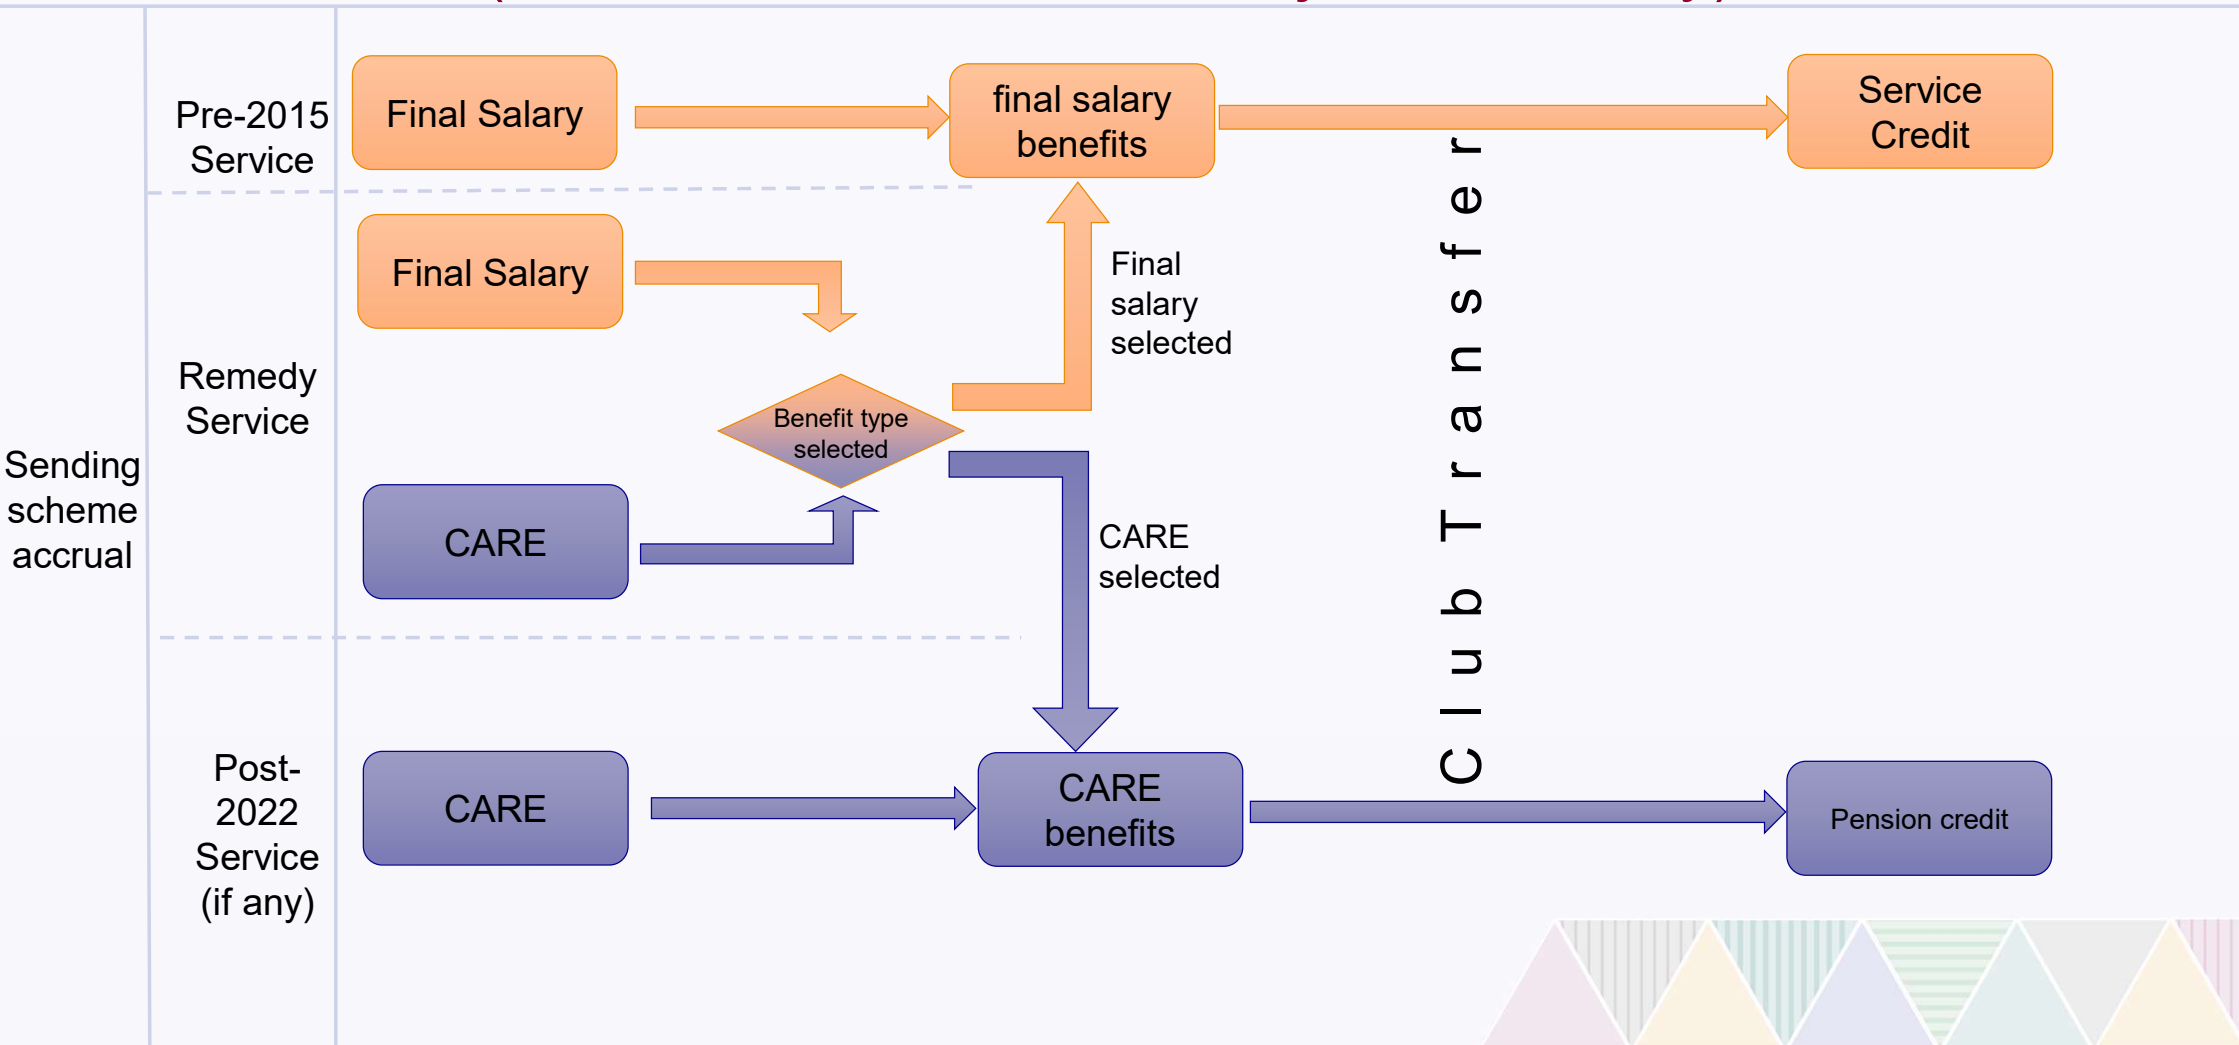 Pre-2015
Service
Final Salary
final salary
benefits
Service
Credit
Final Salary
Final
salary
selected
Remedy
Service
Benefit type
selected
Sending
scheme
accrual
CARE
CARE
selected
Club Transfer
Post-
2022
Service
(if any)
CARE
CARE
benefits
Pension credit